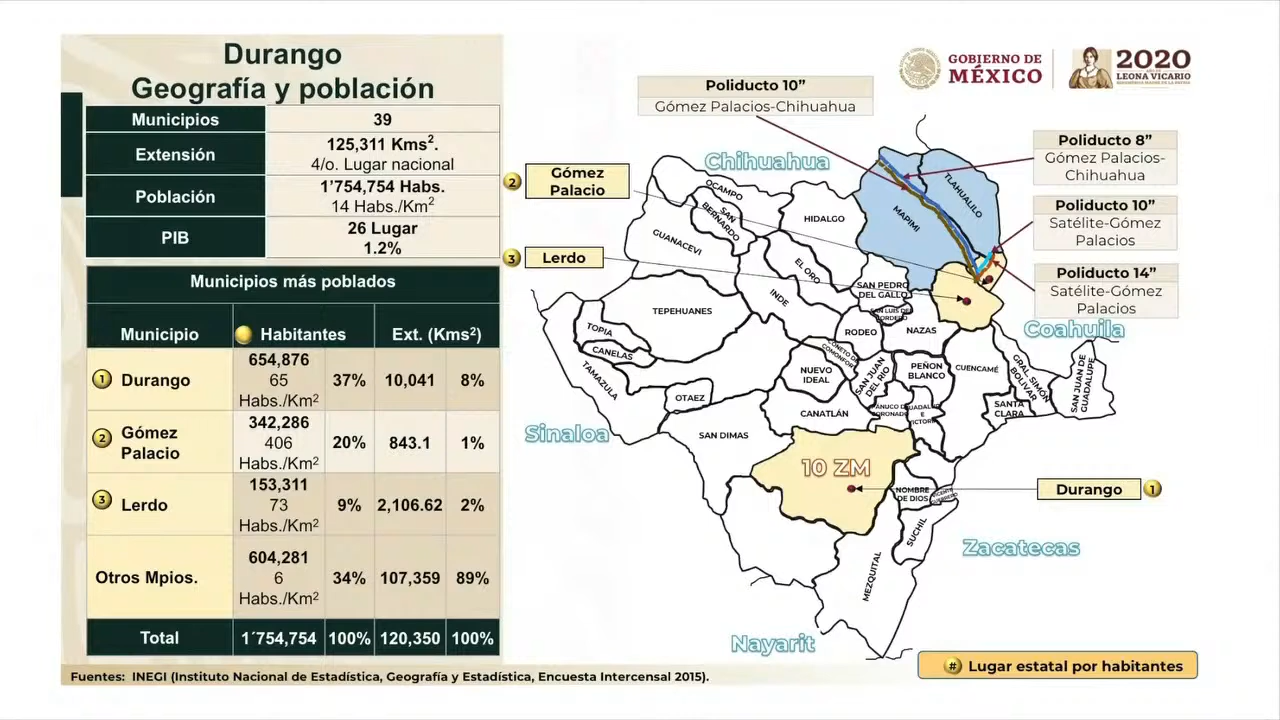 Durango
Geografía y población
Municipios 39
Extensión 125,311 Kms².
4/o. Lugar nacional
Población 1’754,754 Habs.
14 Habs./Km²
PIB 26 Lugar
1.2%
Municipios más poblados
Municipio Habitantes Ext. (Kms²)
1 Durango 654,876
65
Habs./Km² 37% 10,041 8%
2 Gómez
Palacio 342,286
406
Habs./Km² 20% 843.1 1%
3 Lerdo 153,311
73
Habs./Km² 9% 2,106.62 2%
Otros Mpios. 604,281
6
Habs./Km² 34% 107,359 89%
Total 1´754,754 100% 120,350 100%
Fuentes: INEGI (Instituto Nacional de Estadística, Geografía y Estadística, Encuesta Intercensal 2015).
GOBIERNO DE
MÉXICO
2020
LEONA VICARIO
Poliducto 10”
Gómez Palacios-Chihuahua
Poliducto 8”
Gómez Palacios-
Chihuahua
Poliducto 10”
Satélite-Gómez
Palacios
Poliducto 14”
Satélite-Gómez
Palacios
2 Gómez
Palacio
3 Lerdo
Durango 1
Chihuahua
Coahuila
Sinaloa
Zacatecas
Nayarit
OCAMPO
SAN
BERNARDO
GUANACEVI
HIDALGO
MAPIMI
TLAHUALILO
EL ORO
INDE
SAN PEDRO
DEL GALLO
TEPEHUANES
TOPIA
CANELAS
TAMAZULA
OTAEZ
RODEO
NAZAS
NUEVO
IDEAL
SAN JUAN
DEL RIO
PEÑON
BLANCO
CUENCAMÉ
GRAL SIMÓN
BOLIVAR
SAN JUAN DE
GUADALUPE
SANTA
CLARA
CANATLÁN
SAN DIMAS
10 ZM
NOMBRE
DE DIOS
SUCHIL
MEZQUITAL
# Lugar estatal por habitantes